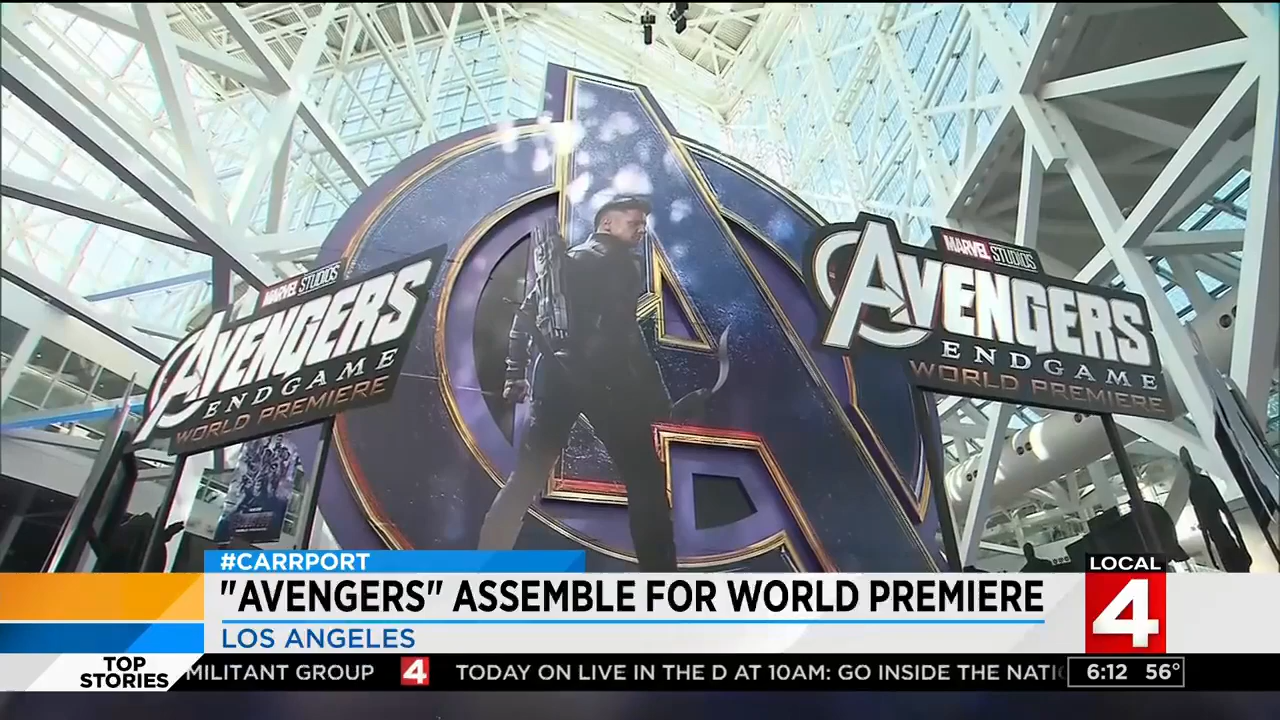 MARVEL STUDIOS
AVENGERS
ENDGAME
WORLD PREMIERE
MARVEL STUDIOS
AVENGERS
ENDGAME
WORLD PREMIERE
#CARRPORT
"AVENGERS" ASSEMBLE FOR WORLD PREMIERE
LOS ANGELES
LOCAL
4
TOP
STORIES
MILITANT GROUP 4 TODAY ON LIVE IN THE D AT 10AM: GO INSIDE THE NATI
6:12 56°